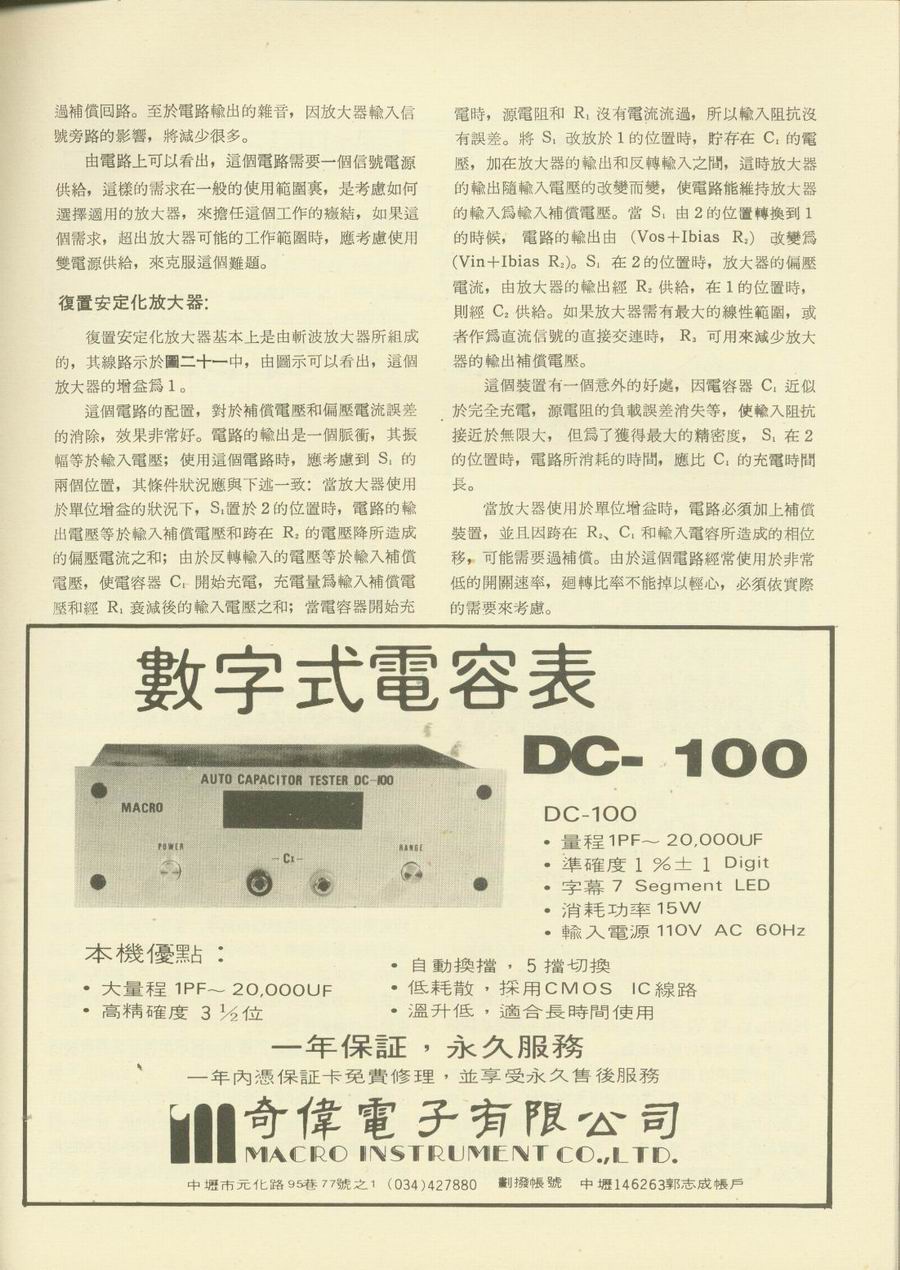 過補償回路。至於電路輸出的雜音，因放大器輸入信
號旁路的影響，將減少很多。
由電路上可以看出，這個電路需要一個信號電源
供給，這樣的需求在一般的使用範圍裏，是考慮如何
選擇適用的放大器，來擔任這個工作的癥結，如果這
個需求，超出放大器可能的工作範圍時，應考慮使用
雙電源供給，來克服這個難題。
復置安定化放大器:
復置安定化放大器基本上是由斬波放大器所組成
的，其線路示於圖二十一中，由圖示可以看出，這個
放大器的增益爲1。
這個電路的配置，對於補償電壓和偏壓電流誤差
的消除，效果非常好。電路的輸出是一個脈衝，其振
幅等於輸入電壓；使用這個電路時，應考慮到 S₁ 的
兩個位置，其條件狀況應與下述一致：當放大器使用
於單位增益的狀況下，S₁置於2的位置時，電路的輸
出電壓等於輸入補償電壓和跨在 R₂ 的電壓降所造成
的偏壓電流之和；由於反轉輸入的電壓等於輸入補償
電壓，使電容器 C₁ 開始充電，充電量爲輸入補償電
壓和經 R₁ 衰減後的輸入電壓之和；當電容器開始充
電時，源電阻和 R₁ 沒有電流流過，所以輸入阻抗沒
有誤差。將 S₁ 改放於1的位置時，貯存在 C₁ 的電
壓，加在放大器的輸出和反轉輸入之間，這時放大器
的輸出隨輸入電壓的改變而變，使電路能維持放大器
的輸入爲輸入補償電壓。當 S₁ 由2的位置轉換到1
的時候， 電路的輸出由 (Vos+Ibias R₂) 改變爲
(Vin+Ibias R₂)。S₁ 在2的位置時，放大器的偏壓
電流，由放大器的輸出經 R₂ 供給，在1的位置時，
則經 C₂ 供給。如果放大器需有最大的線性範圍，或
者作爲直流信號的直接交連時， R₃ 可用來減少放大
器的輸出補償電壓。
這個裝置有一個意外的好處，因電容器 C₁ 近似
於完全充電，源電阻的負載誤差消失等，使輸入阻抗
接近於無限大， 但爲了獲得最大的精密度， S₁ 在2
的位置時，電路所消耗的時間，應比 C₁ 的充電時間
長。
當放大器使用於單位增益時，電路必須加上補償
裝置，並且因跨在 R₂、C₁ 和輸入電容所造成的相位
移，可能需要過補償。由於這個電路經常使用於非常
低的開關速率，迴轉比率不能掉以輕心，必須依實際
的需要來考慮。
數字式電容表
DC- 100
AUTO CAPACITOR TESTER DC-100
MACRO
POWER
-Cx-
RANGE
DC-100
• 量程1PF~ 20,000UF
• 準確度 1 %± 1 Digit
• 字幕 7 Segment LED
• 消耗功率 15W
• 輸入電源 110V AC 60Hz
本機優點：
• 大量程 1PF~ 20,000UF
• 高精確度 3 ½位
• 自動換擋，5 擋切換
• 低耗散，採用CMOS IC線路
• 溫升低，適合長時間使用
一年保証，永久服務
一年內憑保証卡免費修理，並享受永久售後服務
奇偉電子有限公司
MACRO INSTRUMENT CO.,LTD.
中壢市元化路95巷77號之1 (034)427880 劃撥帳號 中壢146263郭志成帳戶